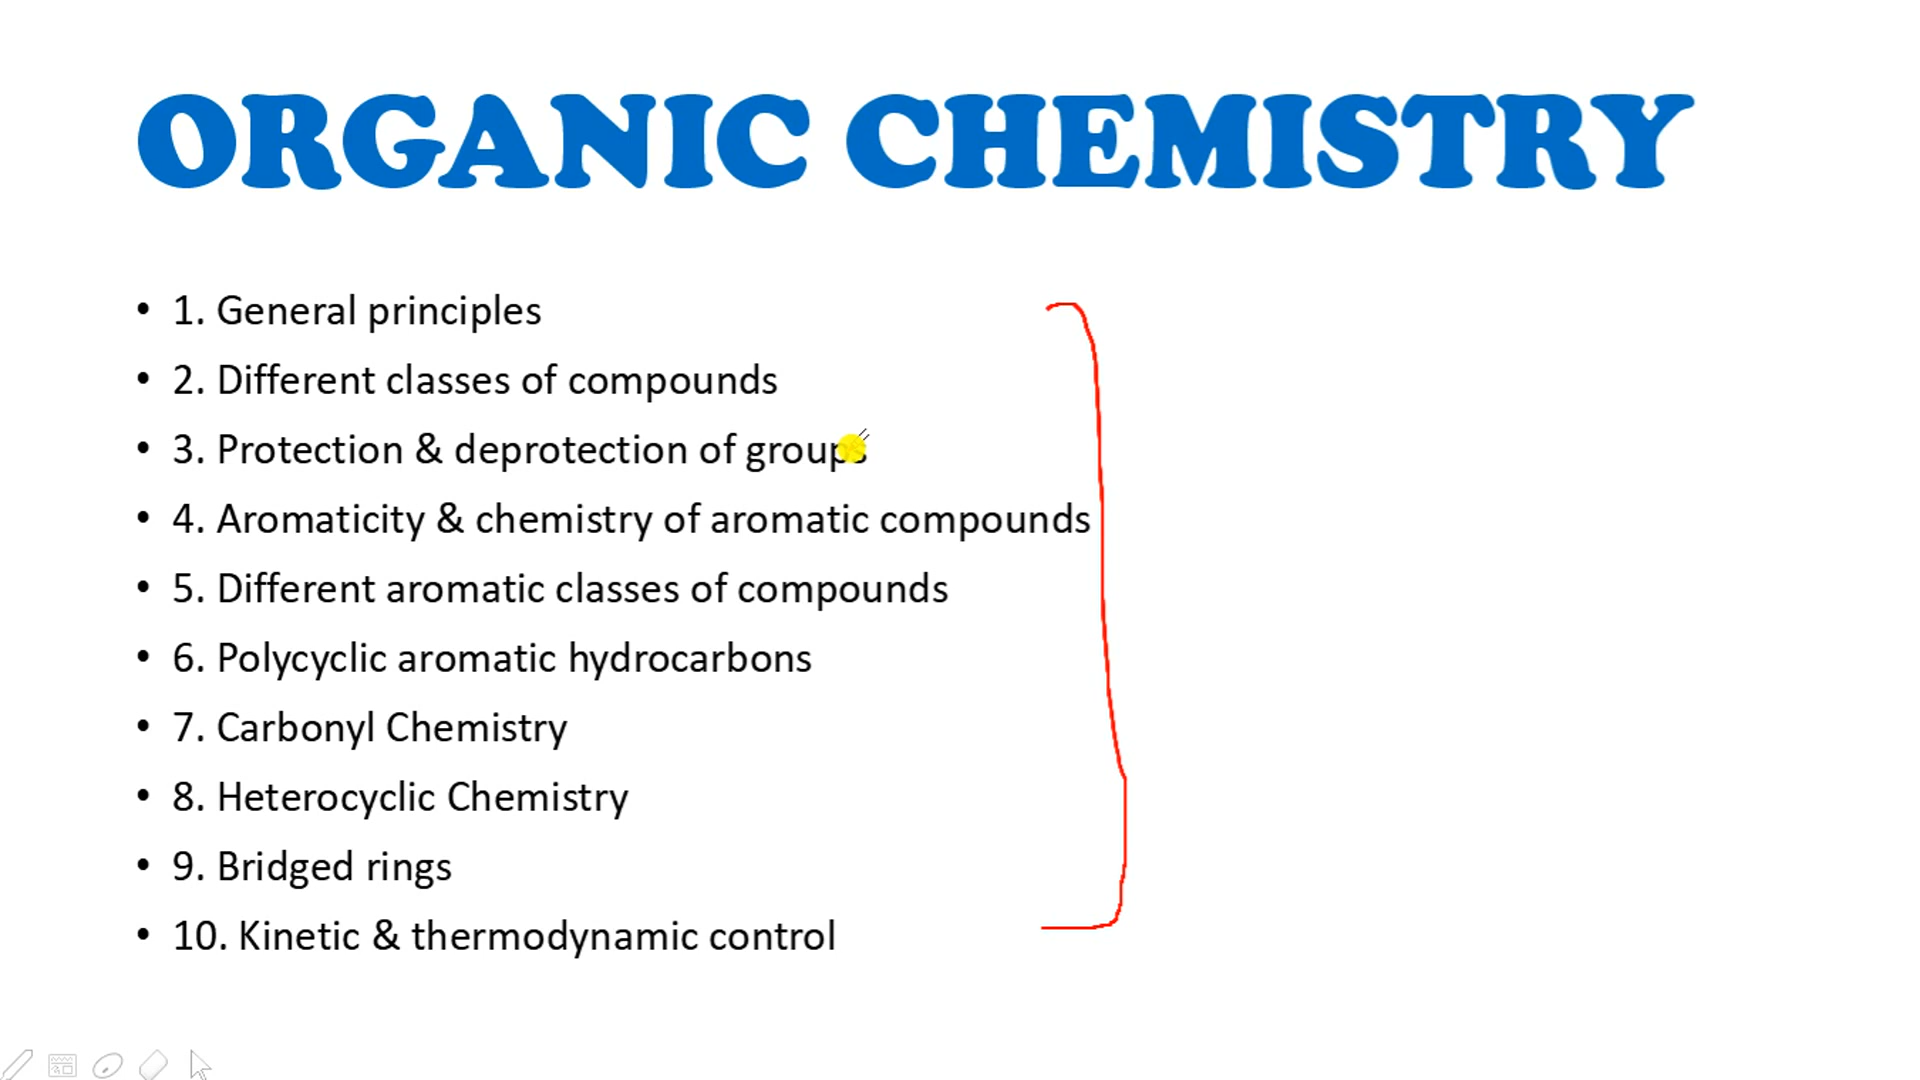 ORGANIC CHEMISTRY
• 1. General principles
• 2. Different classes of compounds
• 3. Protection & deprotection of groups
• 4. Aromaticity & chemistry of aromatic compounds
• 5. Different aromatic classes of compounds
• 6. Polycyclic aromatic hydrocarbons
• 7. Carbonyl Chemistry
• 8. Heterocyclic Chemistry
• 9. Bridged rings
• 10. Kinetic & thermodynamic control